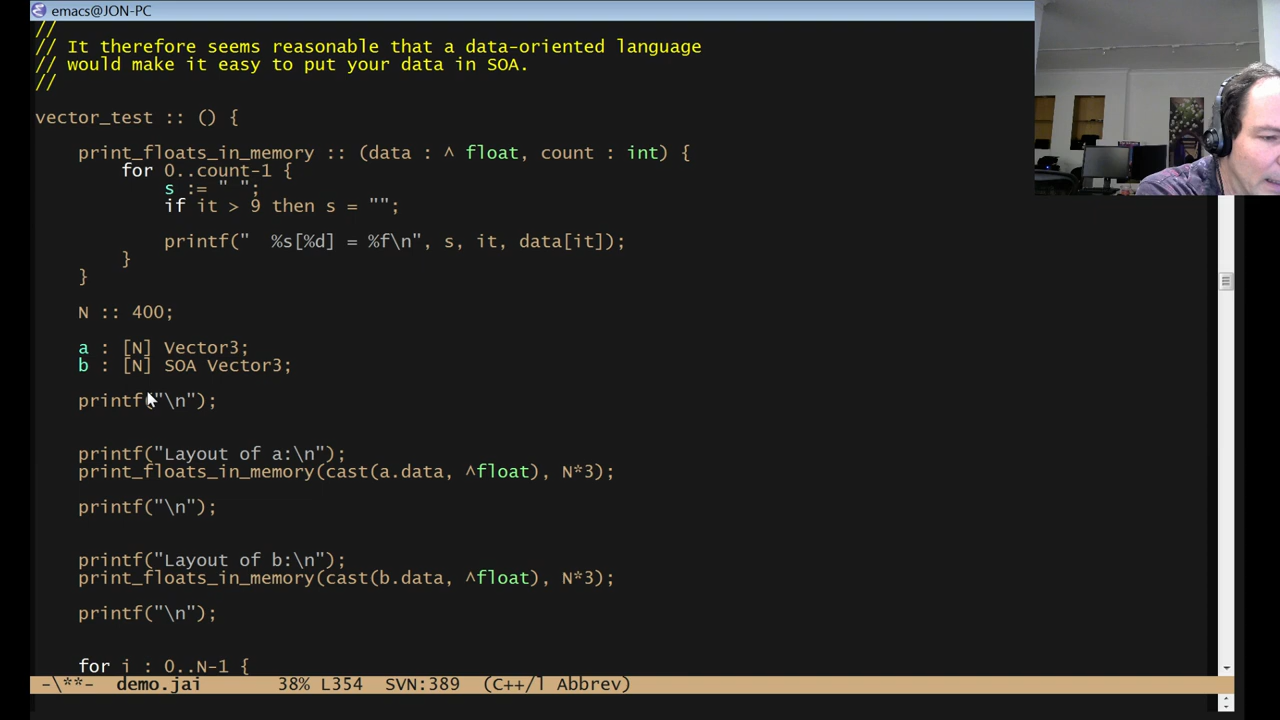 emacs@JON-PC
//
// It therefore seems reasonable that a data-oriented language
// would make it easy to put your data in SOA.
//
vector_test :: () {
print_floats_in_memory :: (data : ^ float, count : int) {
for 0..count-1 {
s := " ";
if it > 9 then s = "";
printf("  %s[%d] = %f\n", s, it, data[it]);
}
}
N :: 400;
a : [N] Vector3;
b : [N] SOA Vector3;
printf("\n");
printf("Layout of a:\n");
print_floats_in_memory(cast(a.data, ^float), N*3);
printf("\n");
printf("Layout of b:\n");
print_floats_in_memory(cast(b.data, ^float), N*3);
printf("\n");
for i : 0..N-1 {
-\**-  demo.jai       38% L354  SVN:389  (C++/l Abbrev)